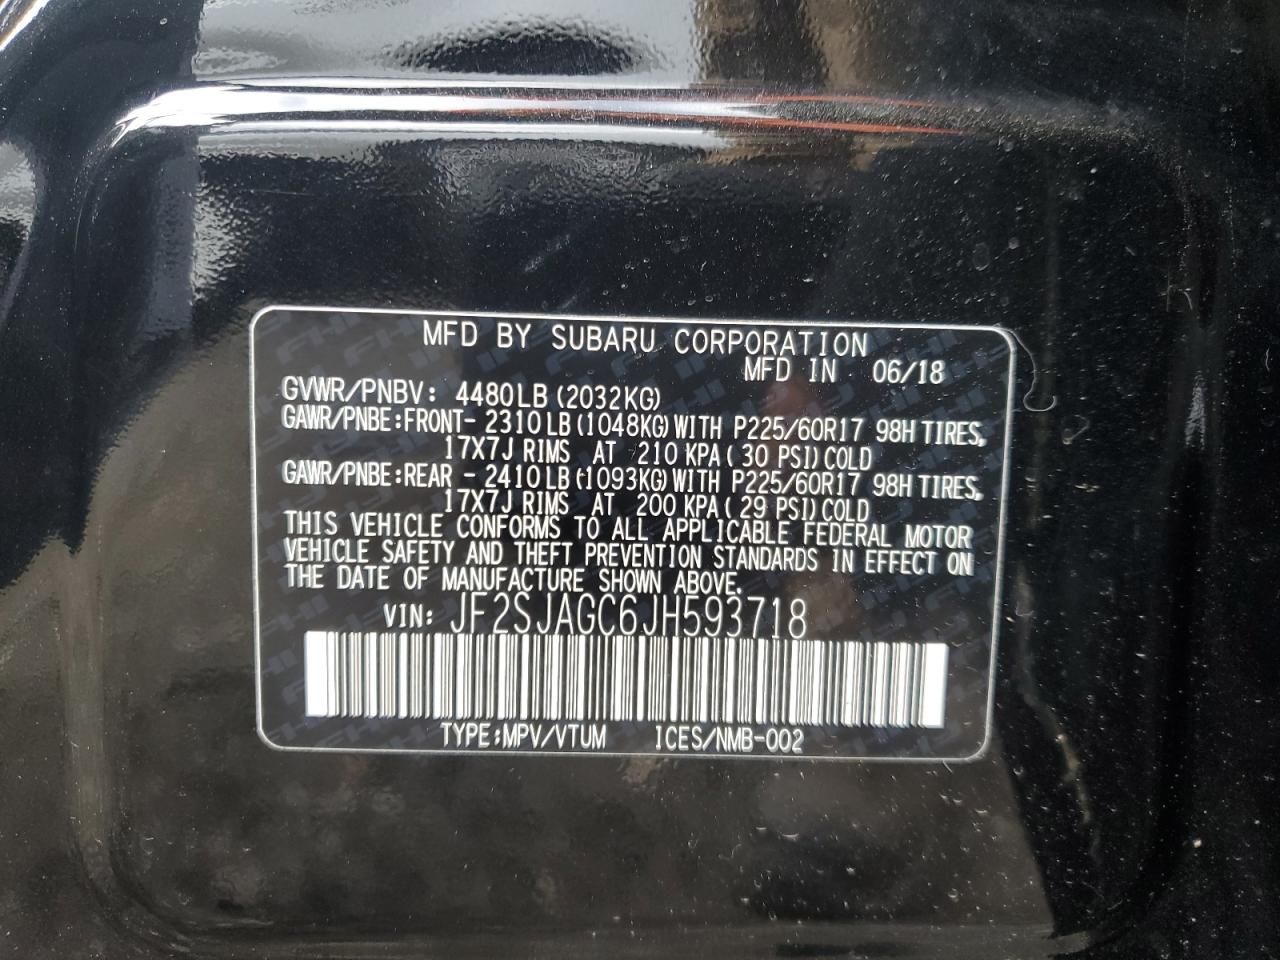 MFD BY SUBARU CORPORATION
MFD IN 06/18
GVWR/PNBV: 4480LB (2032KG)
GAWR/PNBE:FRONT- 2310LB (1048KG) WITH P225/60R17 98H TIRES,
17X7J RIMS AT 210 KPA ( 30 PSI) COLD
GAWR/PNBE:REAR - 2410LB (1093KG) WITH P225/60R17 98H TIRES,
17X7J RIMS AT 200 KPA ( 29 PSI) COLD
THIS VEHICLE CONFORMS TO ALL APPLICABLE FEDERAL MOTOR
VEHICLE SAFETY AND THEFT PREVENTION STANDARDS IN EFFECT ON
THE DATE OF MANUFACTURE SHOWN ABOVE.
VIN: JF2SJAGC6JH593718
TYPE:MPV/VTUM ICES/NMB-002